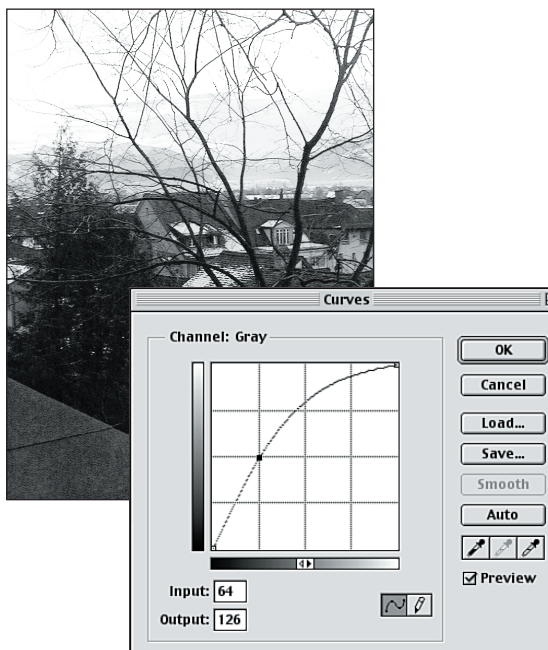 Curves
Channel: Gray
OK
Cancel
Load...
Save...
Smooth
Auto
Preview
Input: 64
Output: 126